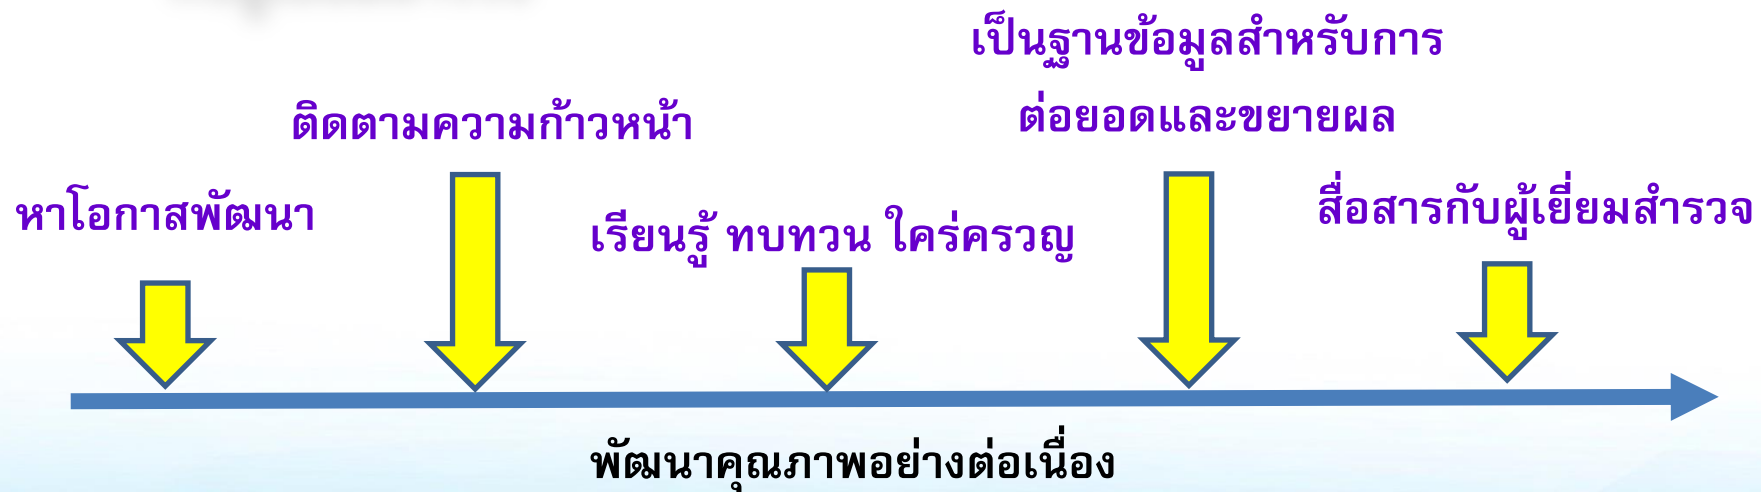 เป็นฐานข้อมูลสำหรับการ
ต่อยอดและขยายผล
ติดตามความก้าวหน้า
หาโอกาสพัฒนา
เรียนรู้ ทบทวน ใคร่ครวญ
สื่อสารกับผู้เยี่ยมสำรวจ
พัฒนาคุณภาพอย่างต่อเนื่อง